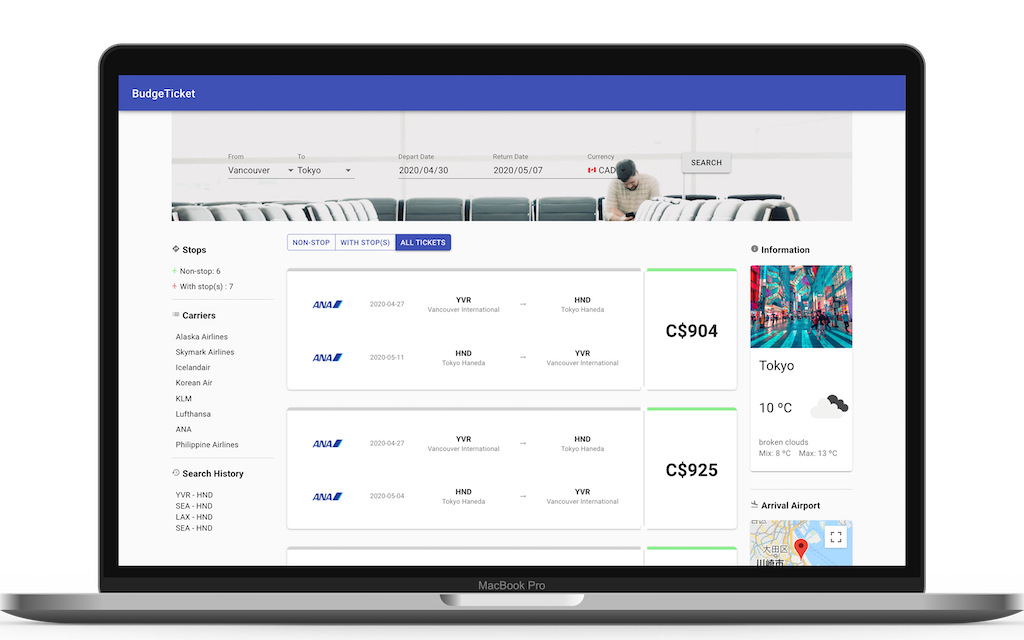 BudgeTicket
From
To
Depart Date
Return Date
Currency
Vancouver
Tokyo
2020/04/30
2020/05/07
CAD
SEARCH
Stops
Non-stop: 6
With stop(s) : 7
Carriers
Alaska Airlines
Skymark Airlines
Icelandair
Korean Air
KLM
Lufthansa
ANA
Philippine Airlines
Search History
YVR - HND
SEA - HND
LAX - HND
SEA - HND
NON-STOP
WITH STOP(S)
ALL TICKETS
ANA
2020-04-27
YVR
Vancouver International
→
HND
Tokyo Haneda
ANA
2020-05-11
HND
Tokyo Haneda
→
YVR
Vancouver International
C$904
ANA
2020-04-27
YVR
Vancouver International
→
HND
Tokyo Haneda
ANA
2020-05-04
HND
Tokyo Haneda
→
YVR
Vancouver International
C$925
Information
Tokyo
10 ºC
broken clouds
Mix: 8 ºC Max: 13 ºC
Arrival Airport
大田区
川崎市
MacBook Pro